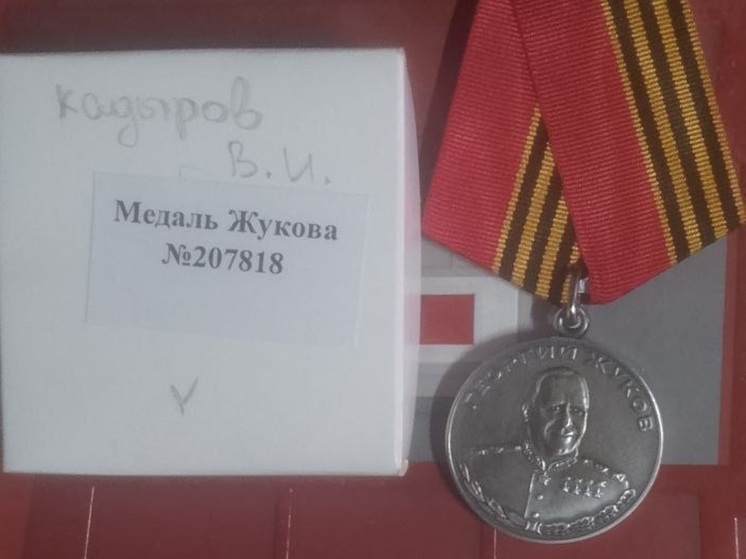 кадыров
В.И.
Медаль Жукова
№207818
ГЕОРГИЙ ЖУКОВ